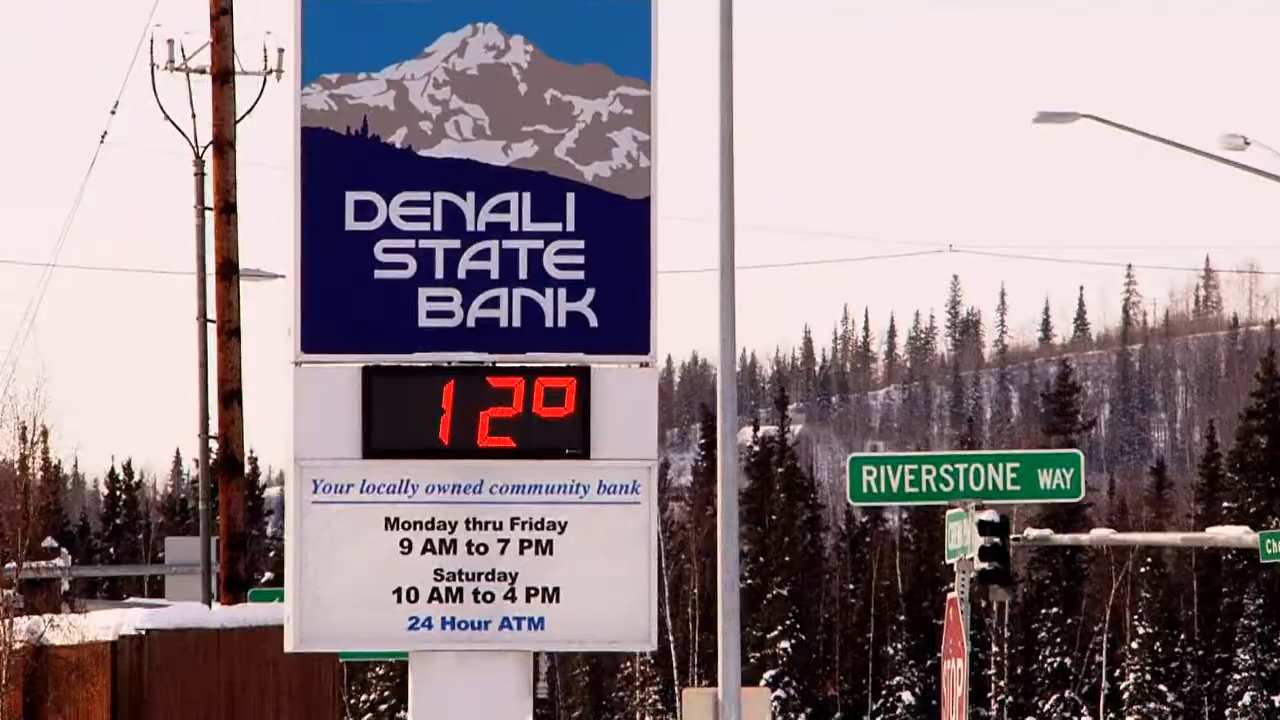 DENALI
STATE
BANK
12°
Your locally owned community bank
Monday thru Friday
9 AM to 7 PM
Saturday
10 AM to 4 PM
24 Hour ATM
RIVERSTONE WAY
STOP